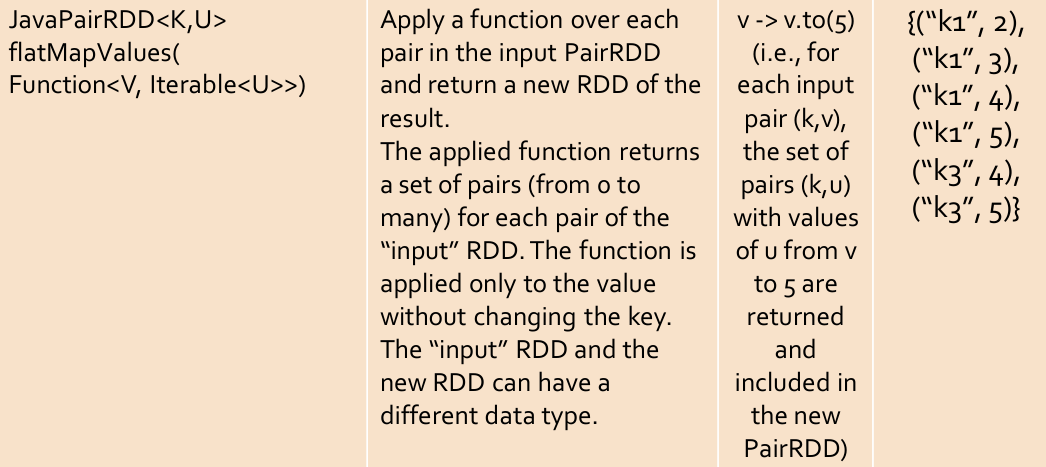 JavaPairRDD<K,U>
flatMapValues(
Function<V, Iterable<U>>)
Apply a function over each
pair in the input PairRDD
and return a new RDD of the
result.
The applied function returns
a set of pairs (from 0 to
many) for each pair of the
“input” RDD. The function is
applied only to the value
without changing the key.
The “input” RDD and the
new RDD can have a
different data type.
v -> v.to(5)
(i.e., for
each input
pair (k,v),
the set of
pairs (k,u)
with values
of u from v
to 5 are
returned
and
included in
the new
PairRDD)
{(“k1”, 2),
(“k1”, 3),
(“k1”, 4),
(“k1”, 5),
(“k3”, 4),
(“k3”, 5)}